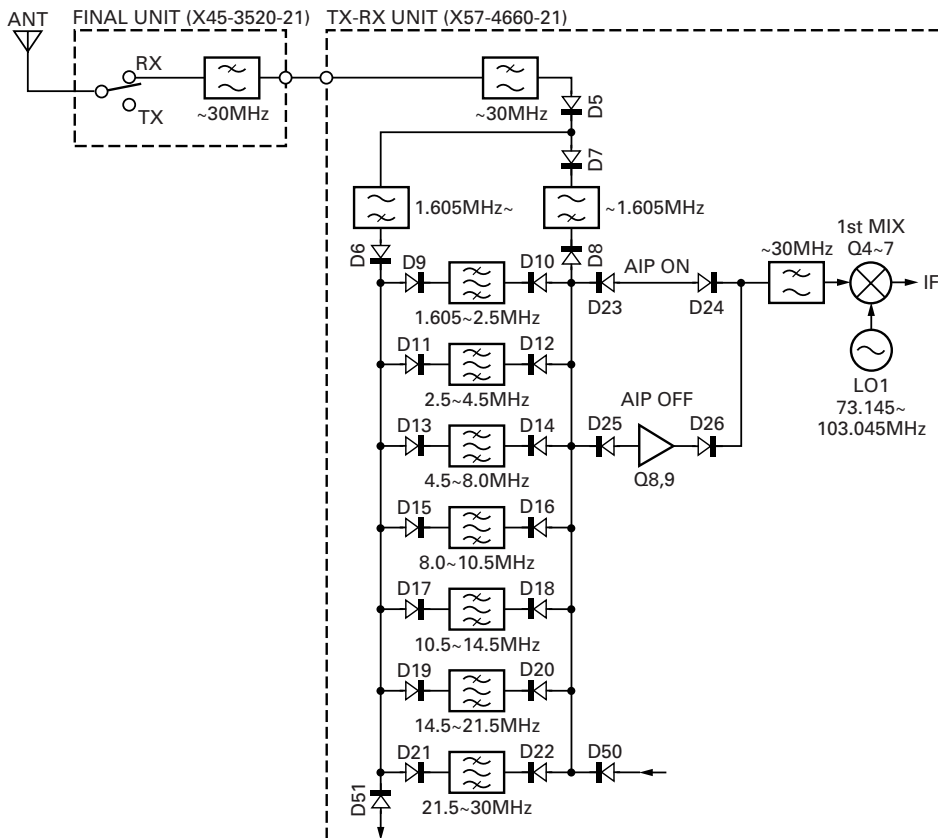 ANT
FINAL UNIT (X45-3520-21)
TX-RX UNIT (X57-4660-21)
RX
TX
~30MHz
~30MHz
D5
D7
1.605MHz~
~1.605MHz
D6
D8
D9
D10
1.605~2.5MHz
D23
AIP ON
D24
~30MHz
1st MIX
Q4~7
IF
LO1
73.145~
103.045MHz
D11
D12
2.5~4.5MHz
AIP OFF
D13
D14
4.5~8.0MHz
D25
D26
Q8,9
D15
D16
8.0~10.5MHz
D17
D18
10.5~14.5MHz
D19
D20
14.5~21.5MHz
D21
D22
D50
21.5~30MHz
D51